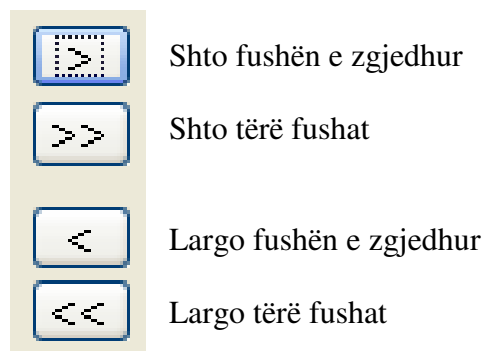 > Shto fushën e zgjedhur
>> Shto tërë fushat
< Largo fushën e zgjedhur
<< Largo tërë fushat